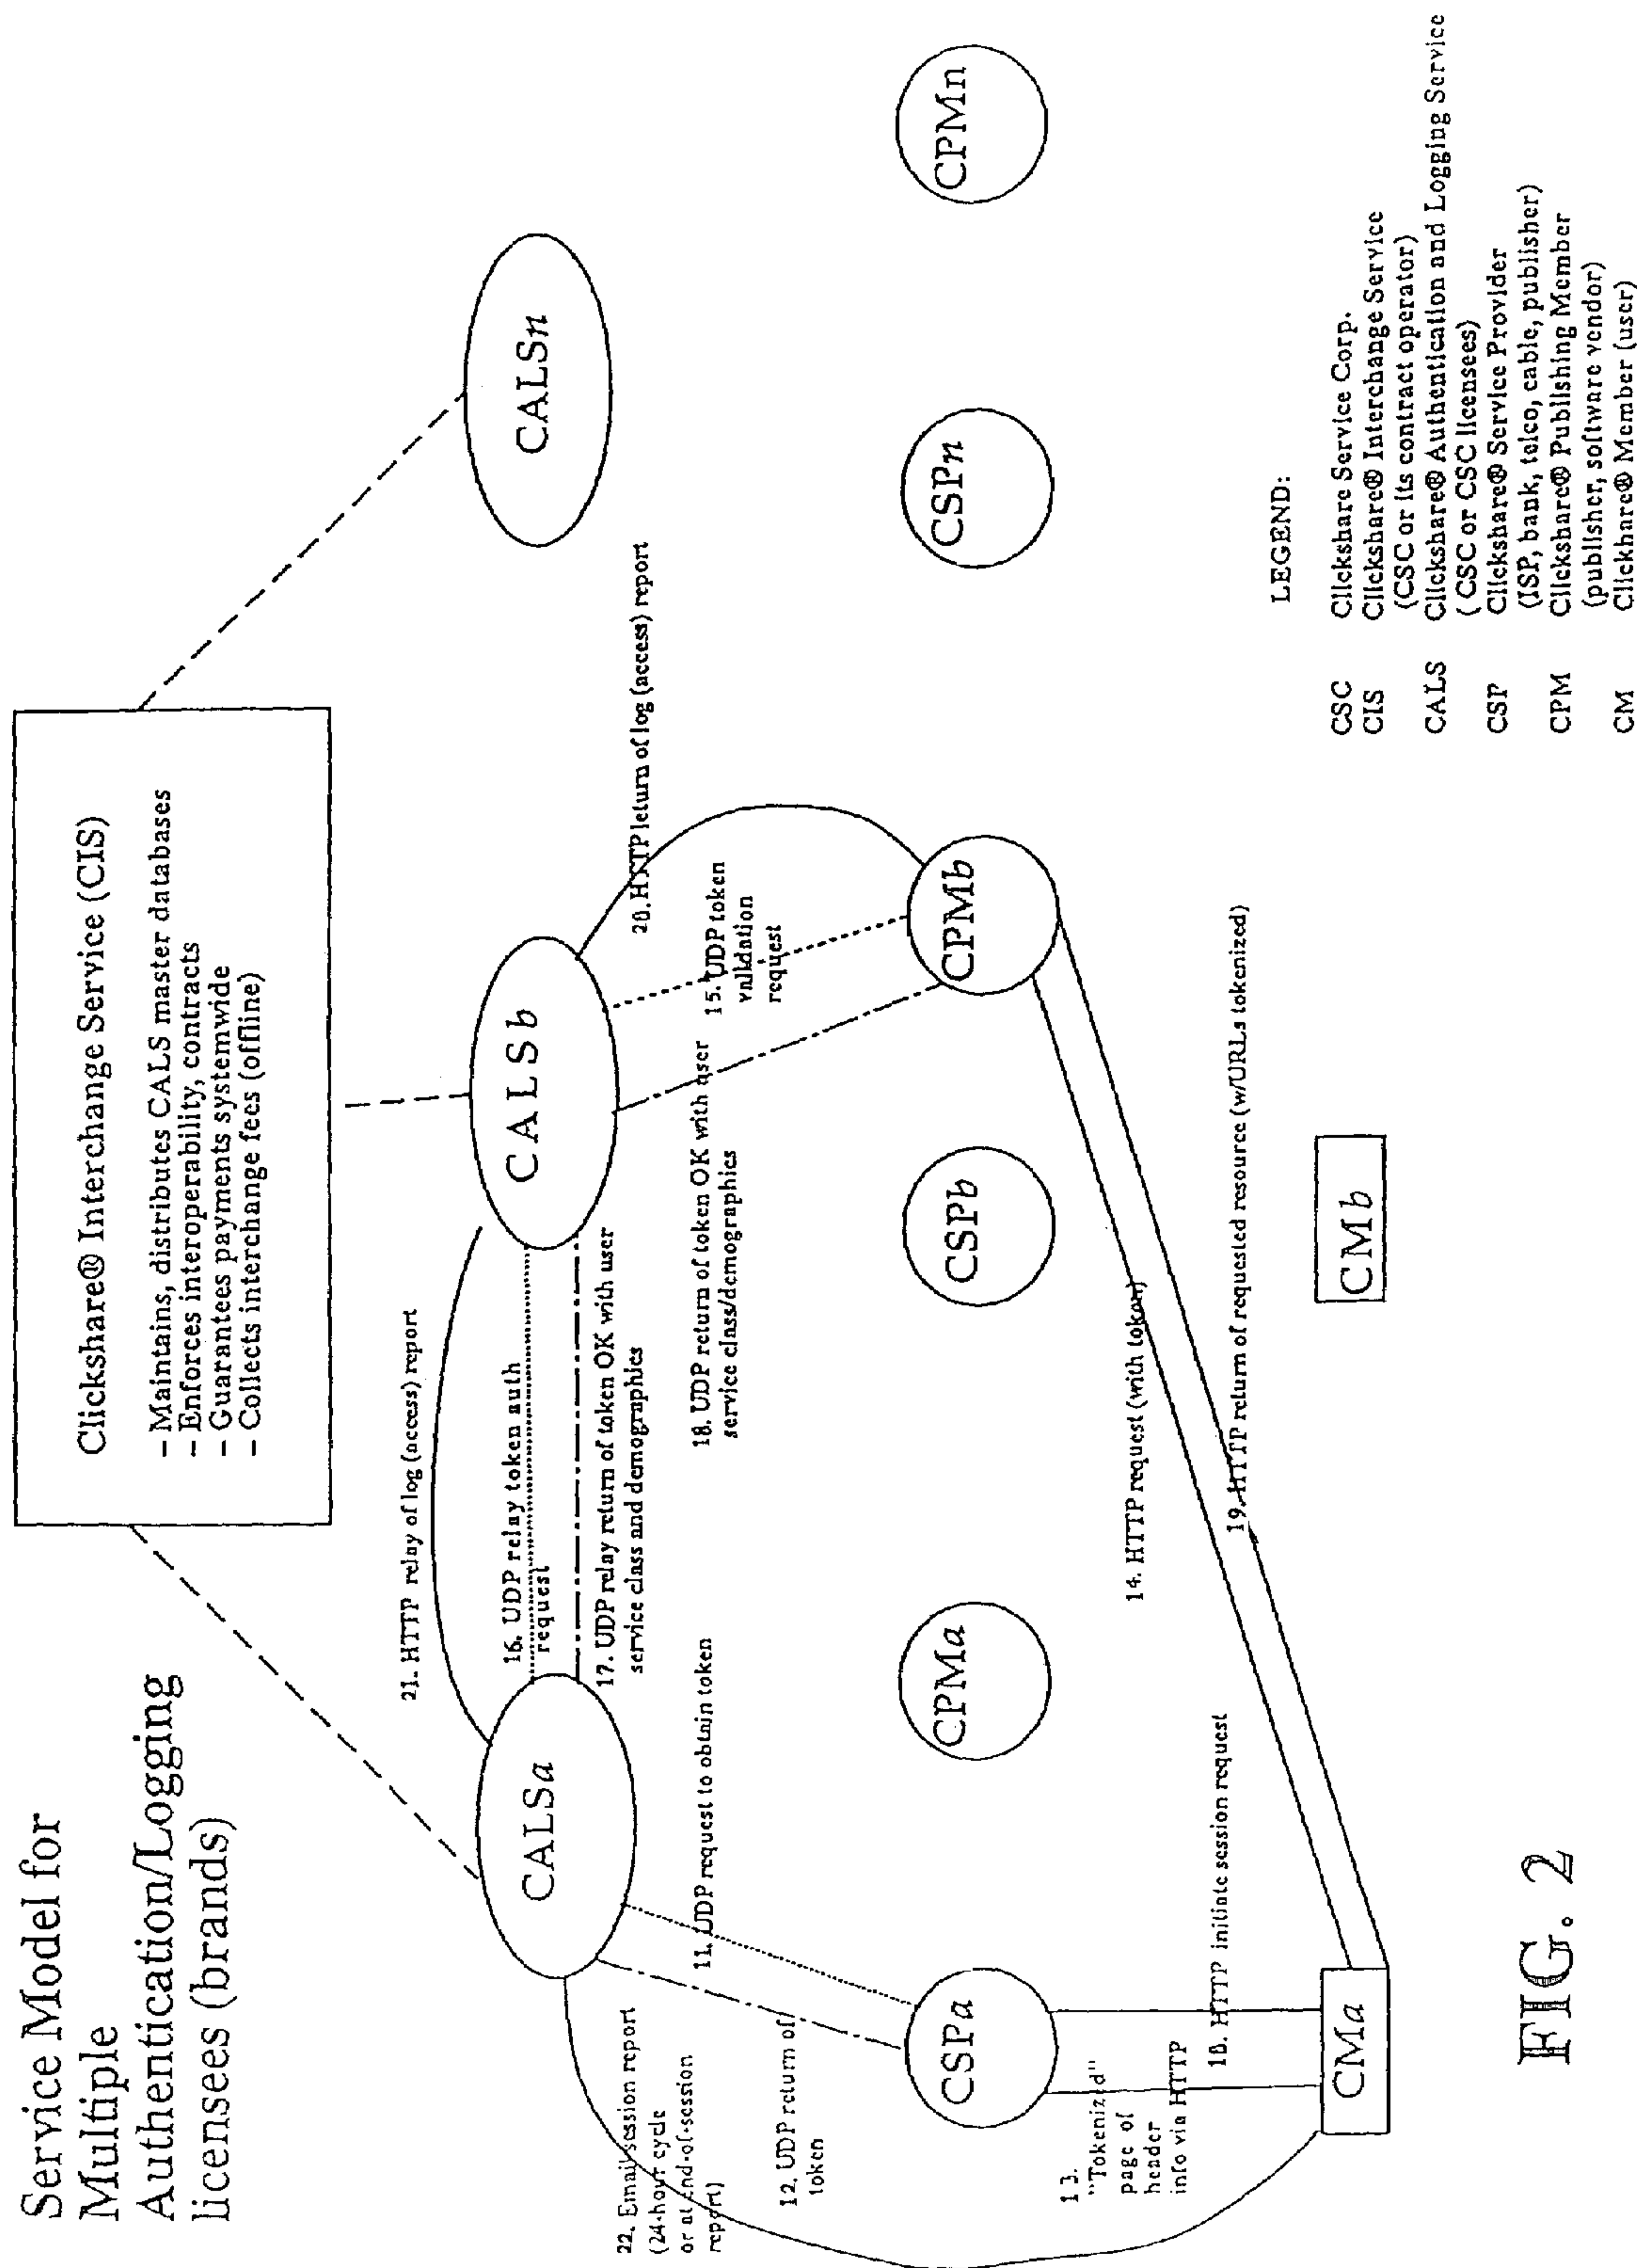 Service Model for
Multiple
Authentication/Logging
licensees (brands)
Clickshare® Interchange Service (CIS)
– Maintains, distributes CALS master databases
– Enforces interoperability, contracts
– Guarantees payments systemwide
– Collects interchange fees (offline)
21. HTTP relay of log (access) report
CALSa
CALSb
CALSn
16. UDP relay token auth
request
17. UDP relay return of token OK with user
service class and demographics
20. HTTP return of log (access) report
22. Email session report
(24-hour cycle
or at end-of-session
report)
11. UDP request to obtain token
12. UDP return of
token
18. UDP return of token OK with user
service class/demographics
15. UDP token
validation
request
CSPa
CPMa
CSPb
CPMb
CSPn
CPMn
13.
"Tokenized"
page of
header
info via HTTP
10. HTTP initiate session request
14. HTTP request (with token)
19. HTTP return of requested resource (w/URLs tokenized)
CMa
CMb
LEGEND:
CSC Clickshare Service Corp.
CIS Clickshare® Interchange Service
(CSC or its contract operator)
CALS Clickshare® Authentication and Logging Service
( CSC or CSC licensees)
CSP Clickshare® Service Provider
(ISP, bank, telco, cable, publisher)
CPM Clickshare® Publishing Member
(publisher, software vendor)
CM Clickhare® Member (user)
FIG. 2